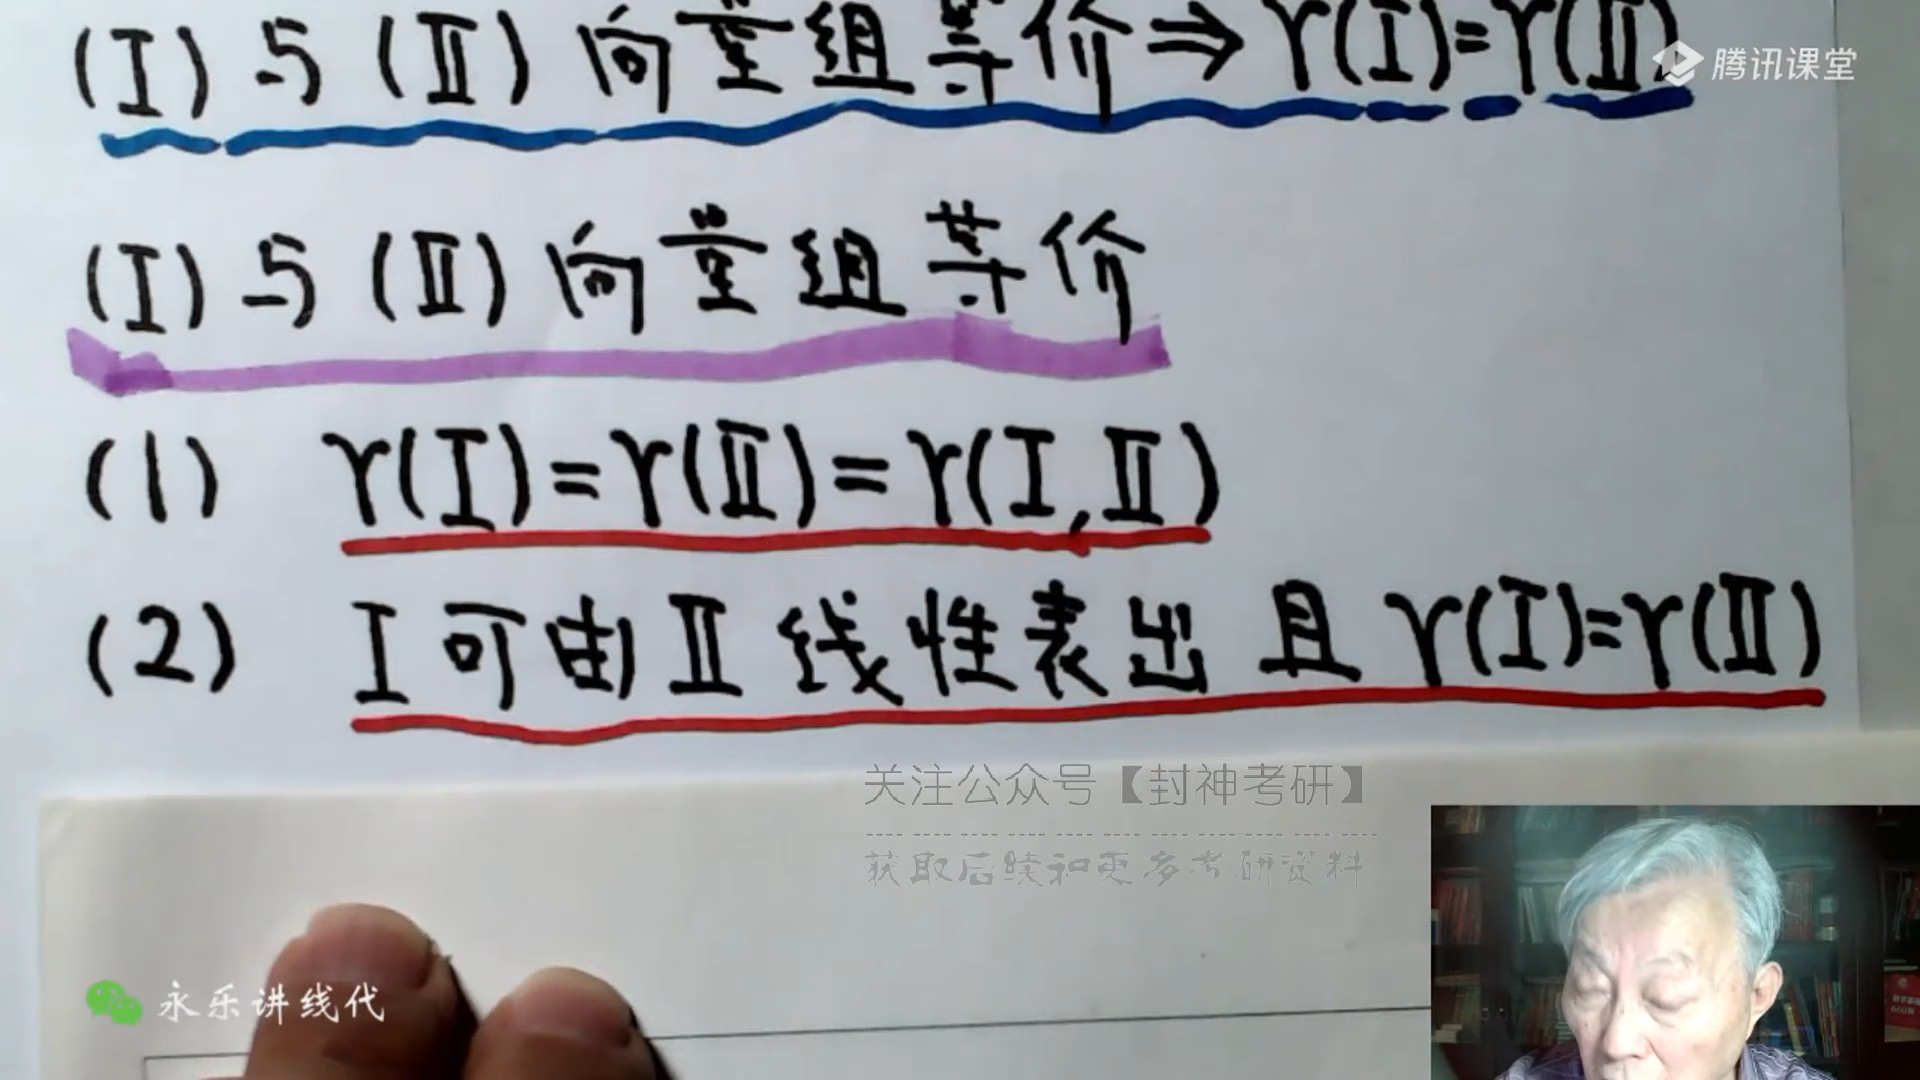 (I)与(II)向量组等价⇒r(I)=r(II)
腾讯课堂
(I)与(II)向量组等价
(1) r(I)=r(II)=r(I,II)
(2) I可由II线性表出且r(I)=r(II)
关注公众号【封神考研】
获取后续和更多考研资料
永乐讲线代